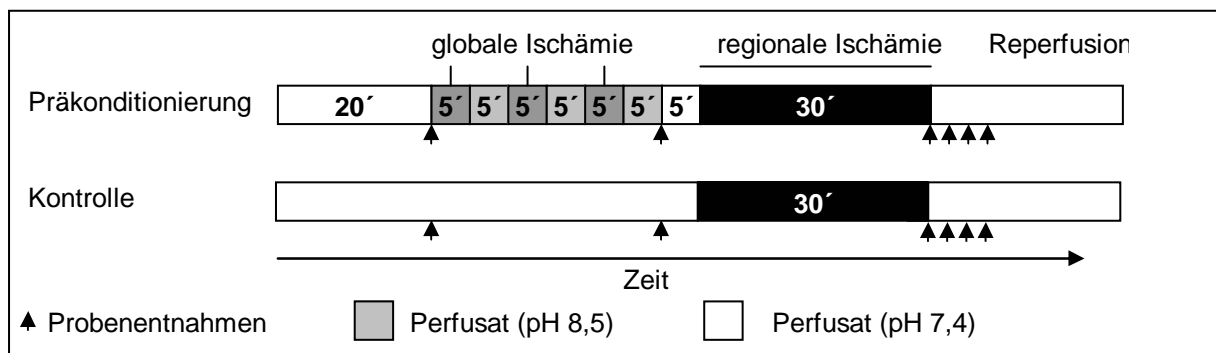 globale Ischämie regionale Ischämie Reperfusion
Präkonditionierung 20´ 5´ 5´ 5´ 5´ 5´ 5´ 5´ 30´
Kontrolle 30´
Zeit
Probenentnahmen Perfusat (pH 8,5) Perfusat (pH 7,4)